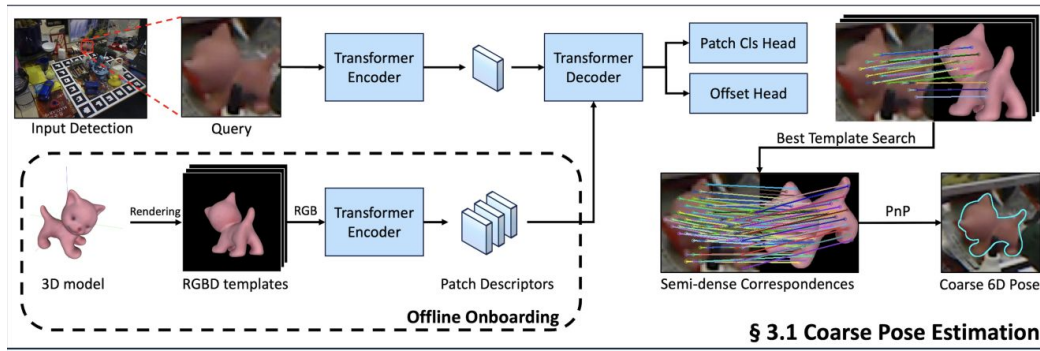 Input Detection
Query
Transformer
Encoder
Transformer
Decoder
Patch Cls Head
Offset Head
Best Template Search
3D model
Rendering
RGBD templates
RGB
Transformer
Encoder
Patch Descriptors
Offline Onboarding
Semi-dense Correspondences
PnP
Coarse 6D Pose
§ 3.1 Coarse Pose Estimation